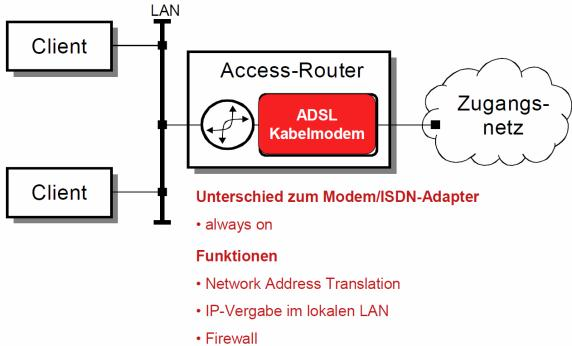 LAN
Client
Access-Router
ADSL
Kabelmodem
Zugangs-
netz
Client
Unterschied zum Modem/ISDN-Adapter
• always on
Funktionen
• Network Address Translation
• IP-Vergabe im lokalen LAN
• Firewall